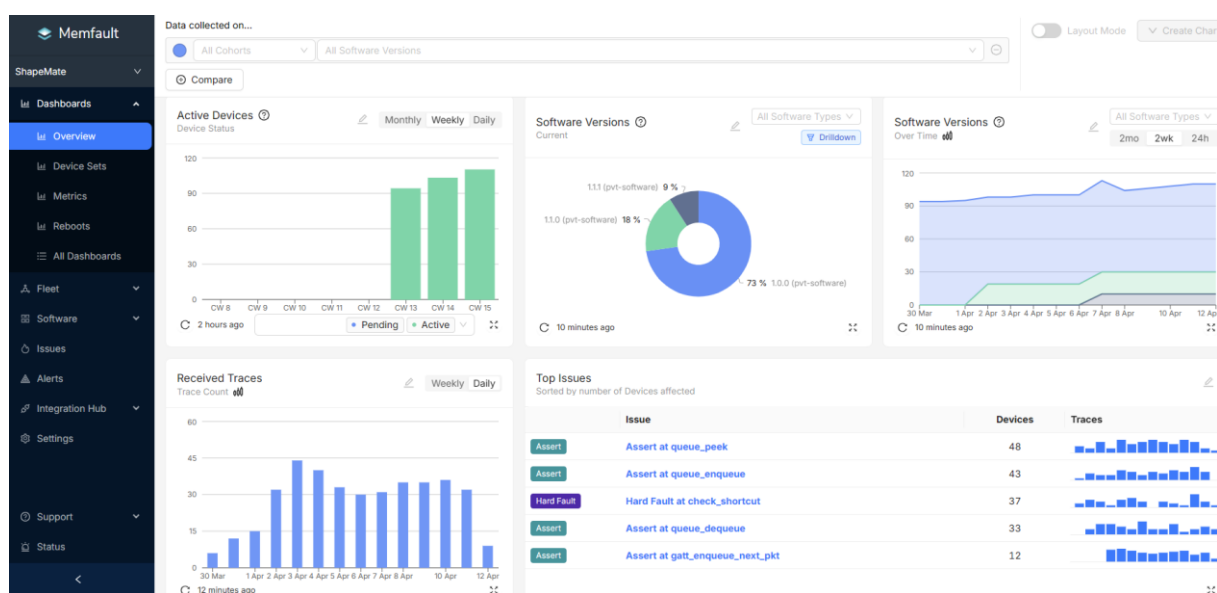 Memfault
ShapeMate
Dashboards
Overview
Device Sets
Metrics
Reboots
All Dashboards
Fleet
Software
Issues
Alerts
Integration Hub
Settings
Support
Status
Data collected on...
All Cohorts
All Software Versions
Compare
Layout Mode
Create Char
Active Devices
Device Status
Monthly Weekly Daily
120
90
60
30
0
CW 8 CW 9 CW 10 CW 11 CW 12 CW 13 CW 14 CW 15
2 hours ago
Pending Active
Software Versions
Current
All Software Types
Drilldown
1.1.1 (pvt-software) 9 %
1.1.0 (pvt-software) 18 %
73 % 1.0.0 (pvt-software)
10 minutes ago
Software Versions
Over Time
All Software Types
2mo 2wk 24h
120
90
60
30
0
30 Mar 1 Apr 2 Apr 3 Apr 4 Apr 5 Apr 6 Apr 7 Apr 8 Apr 10 Apr 12 Ap
10 minutes ago
Received Traces
Trace Count
Weekly Daily
60
45
30
15
0
30 Mar 1 Apr 2 Apr 3 Apr 4 Apr 5 Apr 6 Apr 7 Apr 8 Apr 10 Apr 12 Apr
12 minutes ago
Top Issues
Sorted by number of Devices affected
Issue Devices Traces
Assert Assert at queue_peek 48
Assert Assert at queue_enqueue 43
Hard Fault Hard Fault at check_shortcut 37
Assert Assert at queue_dequeue 33
Assert Assert at gatt_enqueue_next_pkt 12